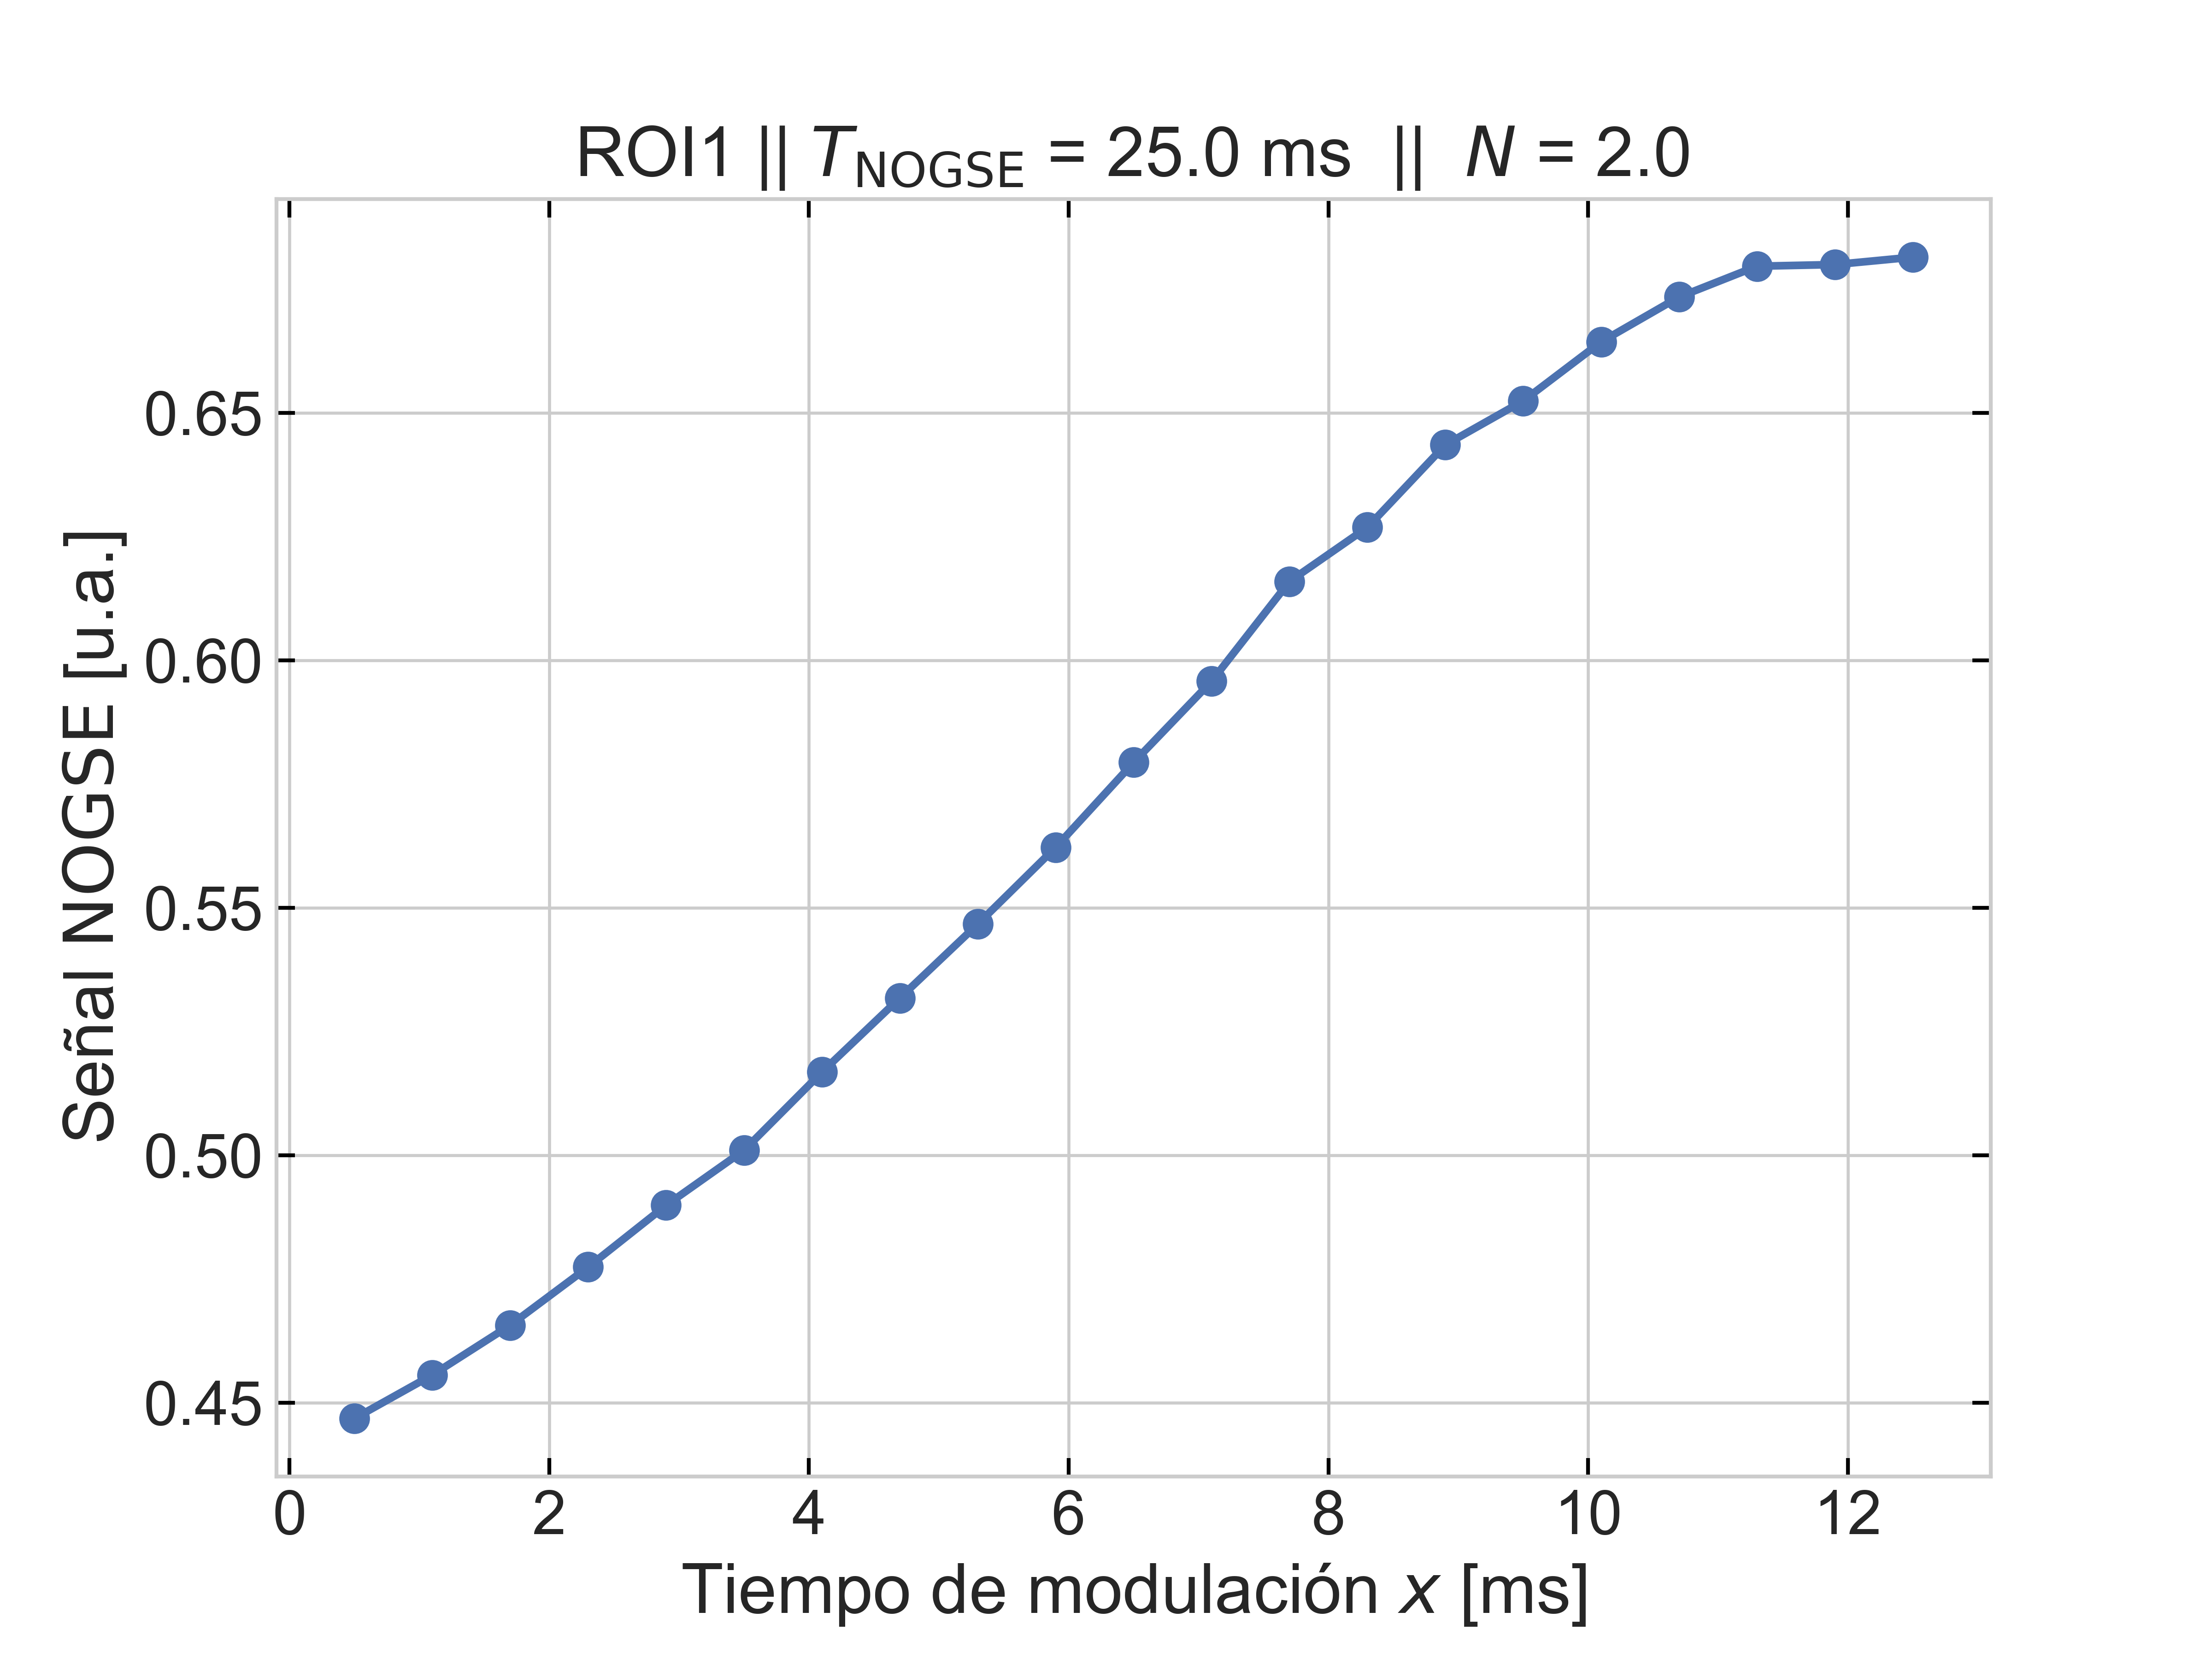 ROI1 || T_NOGSE = 25.0 ms || N = 2.0
Señal NOGSE [u.a.]
0.65
0.60
0.55
0.50
0.45
0 2 4 6 8 10 12
Tiempo de modulación x [ms]